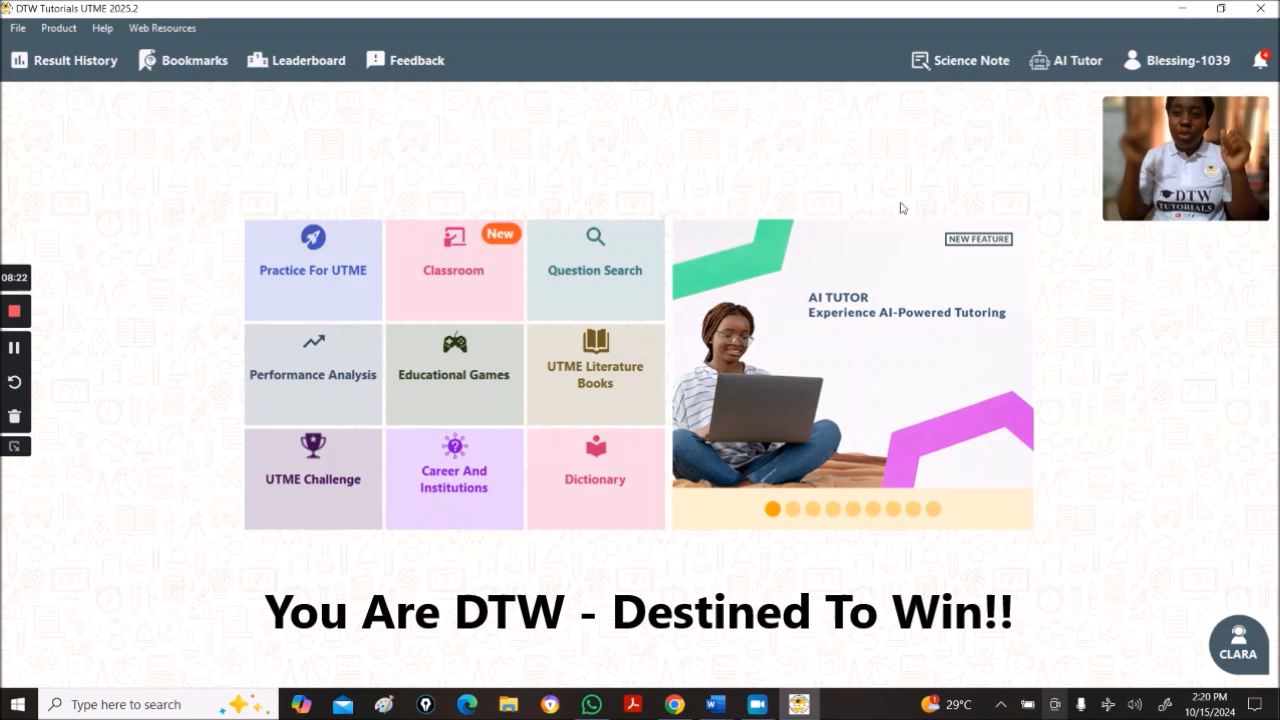 DTW Tutorials UTME 2025.2
File Product Help Web Resources
Result History Bookmarks Leaderboard Feedback Science Note AI Tutor Blessing-1039 4
DTW
TUTORIALS
08:22
Practice For UTME
Classroom
New
Question Search
Performance Analysis
Educational Games
UTME Literature
Books
UTME Challenge
Career And
Institutions
Dictionary
NEW FEATURE
AI TUTOR
Experience AI-Powered Tutoring
You Are DTW - Destined To Win!!
CLARA
Type here to search
29°C
2:20 PM
10/15/2024